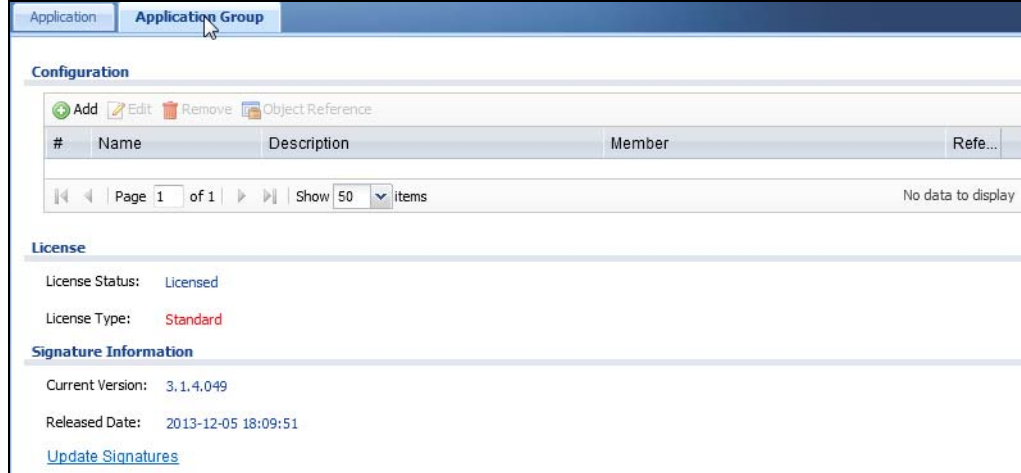 Application Application Group
Configuration
Add Edit Remove Object Reference
# Name Description Member Refe...
Page 1 of 1 Show 50 items No data to display
License
License Status: Licensed
License Type: Standard
Signature Information
Current Version: 3.1.4.049
Released Date: 2013-12-05 18:09:51
Update Signatures